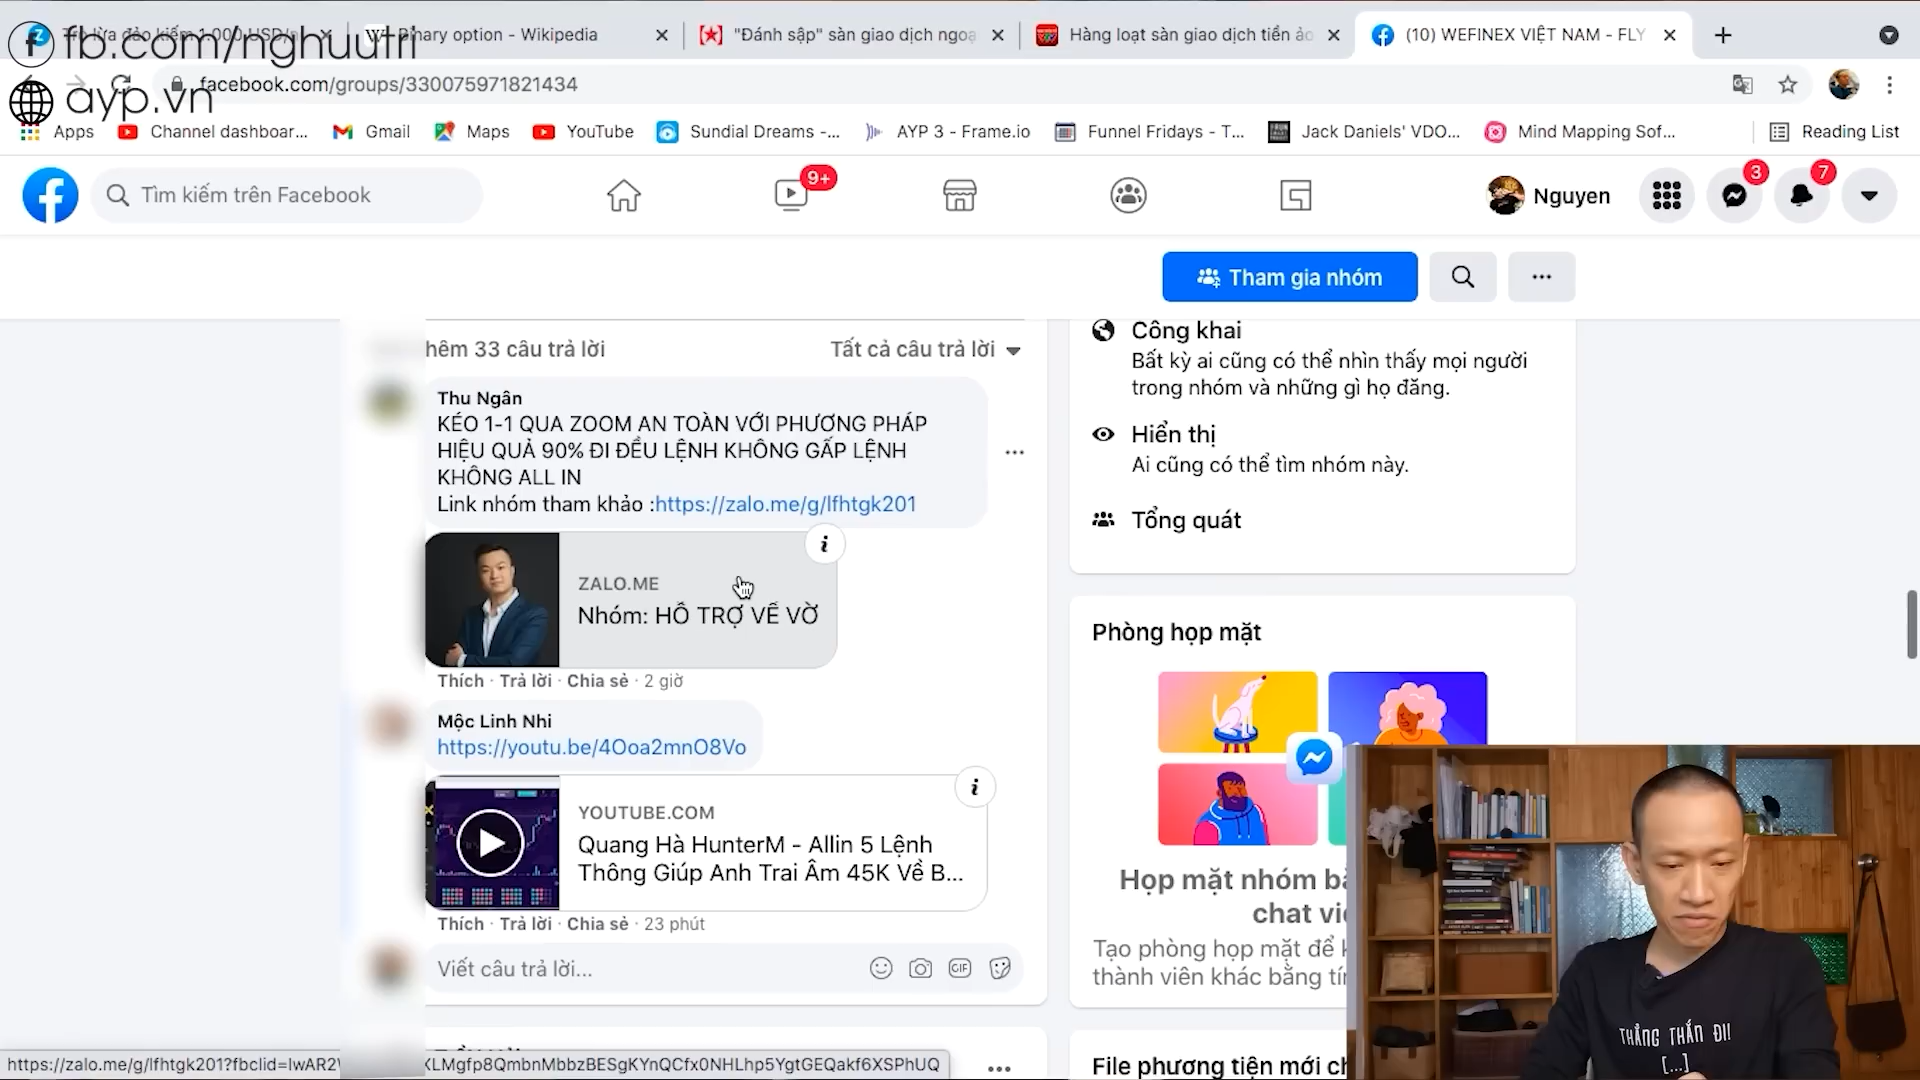 fb.com/nghuutri
ayp.vn
Binary option - Wikipedia
"Đánh sập" sàn giao dịch ngoạ
Hàng loạt sàn giao dịch tiền ảo
(10) WEFINEX VIỆT NAM - FLY
facebook.com/groups/330075971821434
Apps
Channel dashboar...
Gmail
Maps
YouTube
Sundial Dreams -...
AYP 3 - Frame.io
Funnel Fridays - T...
Jack Daniels' VDO...
Mind Mapping Sof...
Reading List
Tìm kiếm trên Facebook
9+
Nguyen
3
7
Tham gia nhóm
hêm 33 câu trả lời
Tất cả câu trả lời
Thu Ngân
KÉO 1-1 QUA ZOOM AN TOÀN VỚI PHƯƠNG PHÁP
HIỆU QUẢ 90% ĐI ĐỀU LỆNH KHÔNG GẤP LỆNH
KHÔNG ALL IN
Link nhóm tham khảo :https://zalo.me/g/lfhtgk201
ZALO.ME
Nhóm: HỖ TRỢ VỀ VỜ
Thích · Trả lời · Chia sẻ · 2 giờ
Mộc Linh Nhi
https://youtu.be/4Ooa2mnO8Vo
YOUTUBE.COM
Quang Hà HunterM - Allin 5 Lệnh
Thông Giúp Anh Trai Âm 45K Về B...
Thích · Trả lời · Chia sẻ · 23 phút
Viết câu trả lời...
GIF
https://zalo.me/g/lfhtgk201?fbclid=IwAR2
XLMgfp8QmbnMbbzBESgKYnQCfx0NHLhp5YgtGEQakf6XSPhUQ
Công khai
Bất kỳ ai cũng có thể nhìn thấy mọi người
trong nhóm và những gì họ đăng.
Hiển thị
Ai cũng có thể tìm nhóm này.
Tổng quát
Phòng họp mặt
Họp mặt nhóm bằ
chat vi
Tạo phòng họp mặt để k
thành viên khác bằng tí
File phương tiện mới c
THẲNG THẮN ĐI!
[...]